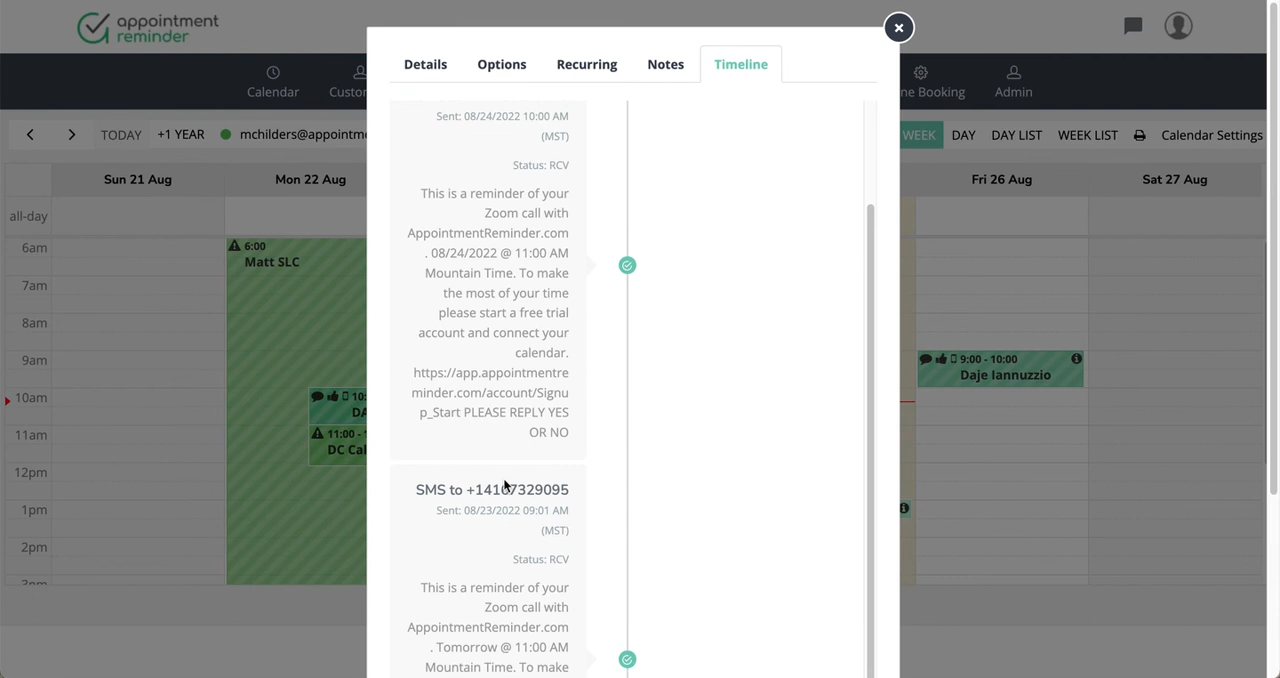 appointment
reminder
Calendar
ne Booking
Admin
TODAY
+1 YEAR
mchilders@appointme
WEEK
DAY
DAY LIST
WEEK LIST
Calendar Settings
Details
Options
Recurring
Notes
Timeline
Sun 21 Aug
Mon 22 Aug
Fri 26 Aug
Sat 27 Aug
all-day
6am
7am
8am
9am
10am
11am
12pm
1pm
2pm
3pm
6:00
Matt SLC
10:
DA
11:00 - 1
DC Cal
9:00 - 10:00
Daje Iannuzzio
Sent: 08/24/2022 10:00 AM
(MST)
Status: RCV
This is a reminder of your
Zoom call with
AppointmentReminder.com
. 08/24/2022 @ 11:00 AM
Mountain Time. To make
the most of your time
please start a free trial
account and connect your
calendar.
https://app.appointmentre
minder.com/account/Signu
p_Start PLEASE REPLY YES
OR NO
SMS to +14167329095
Sent: 08/23/2022 09:01 AM
(MST)
Status: RCV
This is a reminder of your
Zoom call with
AppointmentReminder.com
. Tomorrow @ 11:00 AM
Mountain Time. To make